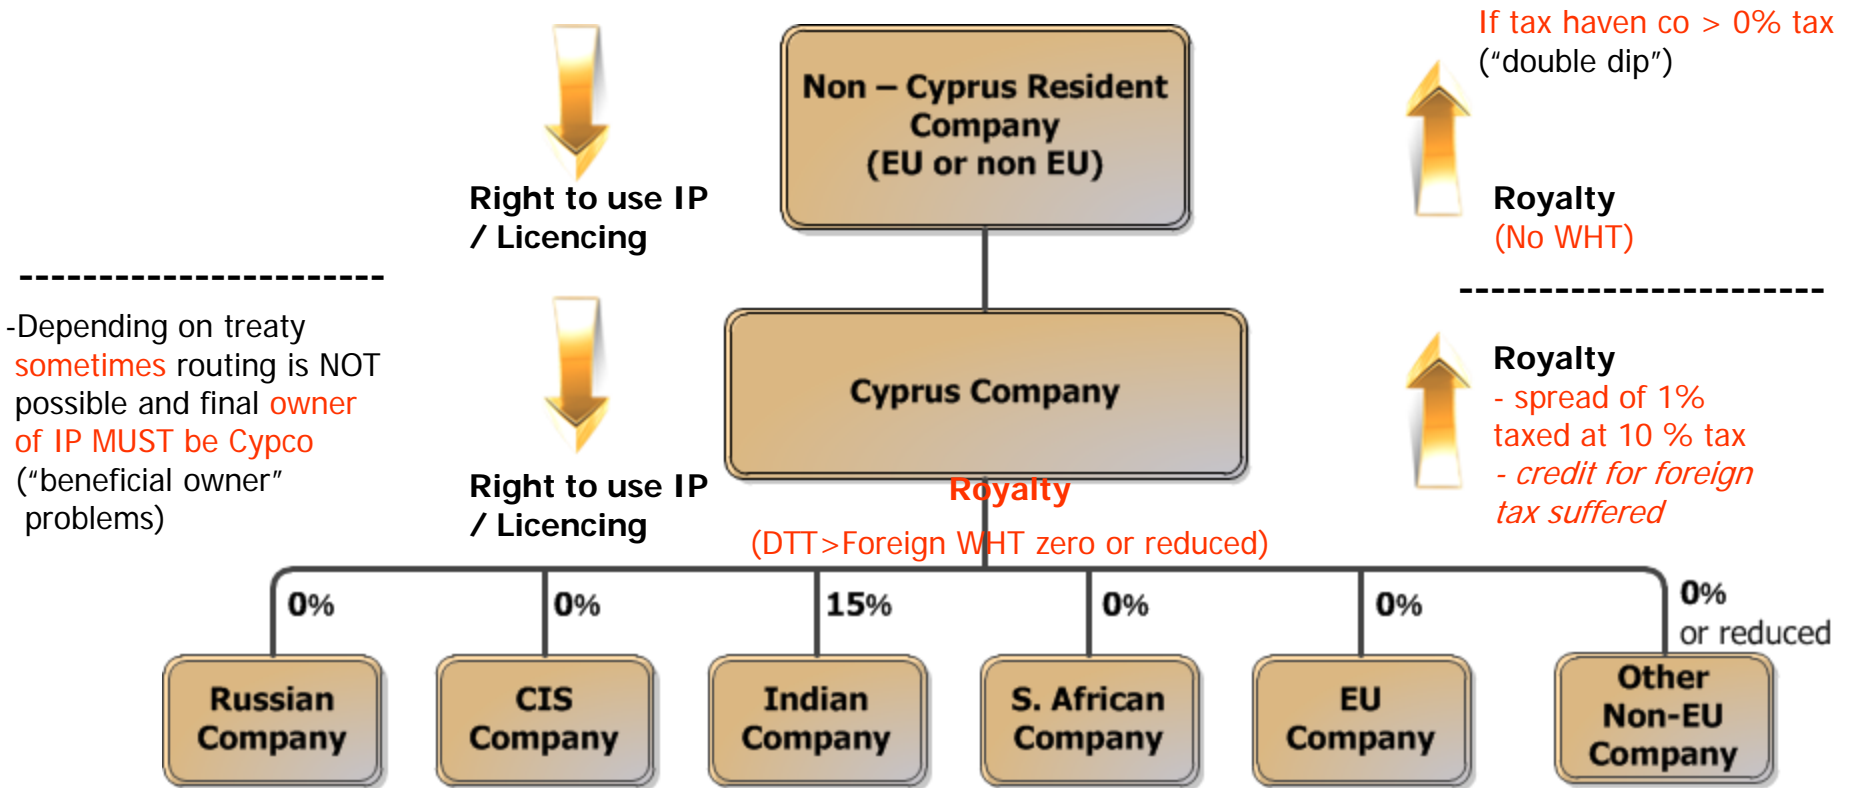 If tax haven co > 0% tax
(“double dip”)
Non – Cyprus Resident
Company
(EU or non EU)
Right to use IP
/ Licencing
Royalty
(No WHT)
-----------------------
-----------------------
-Depending on treaty
sometimes routing is NOT
possible and final owner
of IP MUST be Cypco
(“beneficial owner”
problems)
Cyprus Company
Royalty
- spread of 1%
taxed at 10 % tax
- credit for foreign
tax suffered
Right to use IP
/ Licencing
Royalty
(DTT>Foreign WHT zero or reduced)
0%
0%
15%
0%
0%
0%
or reduced
Russian
Company
CIS
Company
Indian
Company
S. African
Company
EU
Company
Other
Non-EU
Company